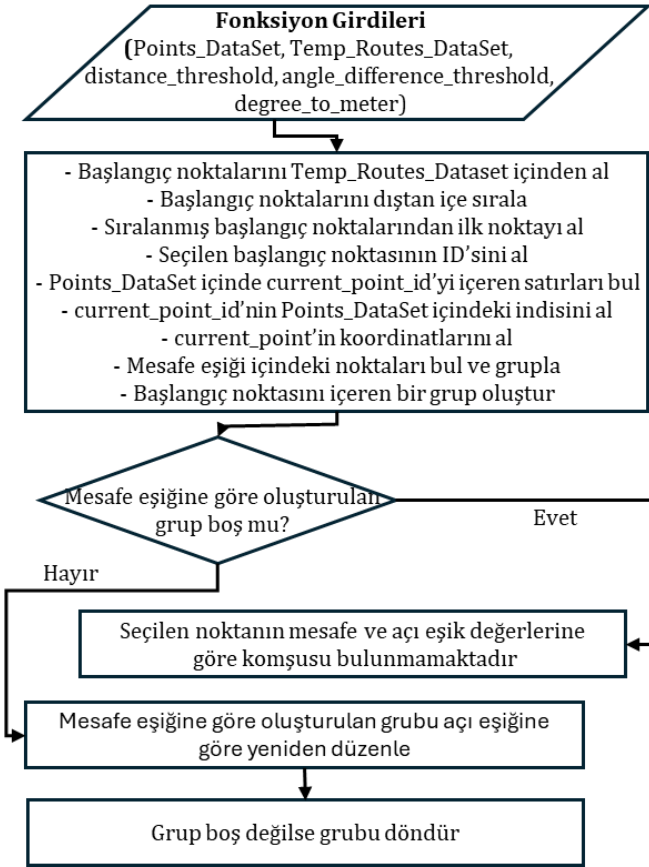 Fonksiyon Girdileri
(Points_DataSet, Temp_Routes_DataSet,
distance_threshold, angle_difference_threshold,
degree_to_meter)
- Başlangıç noktalarını Temp_Routes_Dataset içinden al
- Başlangıç noktalarını dıştan içe sırala
- Sıralanmış başlangıç noktalarından ilk noktayı al
- Seçilen başlangıç noktasının ID’sini al
- Points_DataSet içinde current_point_id’yi içeren satırları bul
- current_point_id’nin Points_DataSet içindeki indisini al
- current_point’in koordinatlarını al
- Mesafe eşiği içindeki noktaları bul ve grupla
- Başlangıç noktasını içeren bir grup oluştur
Mesafe eşiğine göre oluşturulan
grup boş mu?
Evet
Hayır
Seçilen noktanın mesafe ve açı eşik değerlerine
göre komşusu bulunmamaktadır
Mesafe eşiğine göre oluşturulan grubu açı eşiğine
göre yeniden düzenle
Grup boş değilse grubu döndür